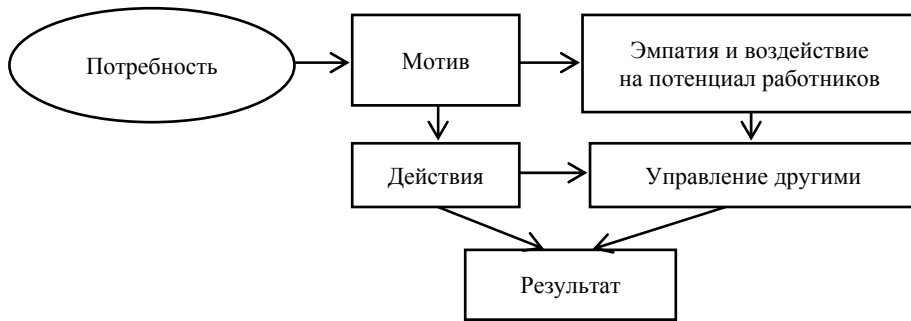 Потребность
Мотив
Эмпатия и воздействие
на потенциал работников
Действия
Управление другими
Результат